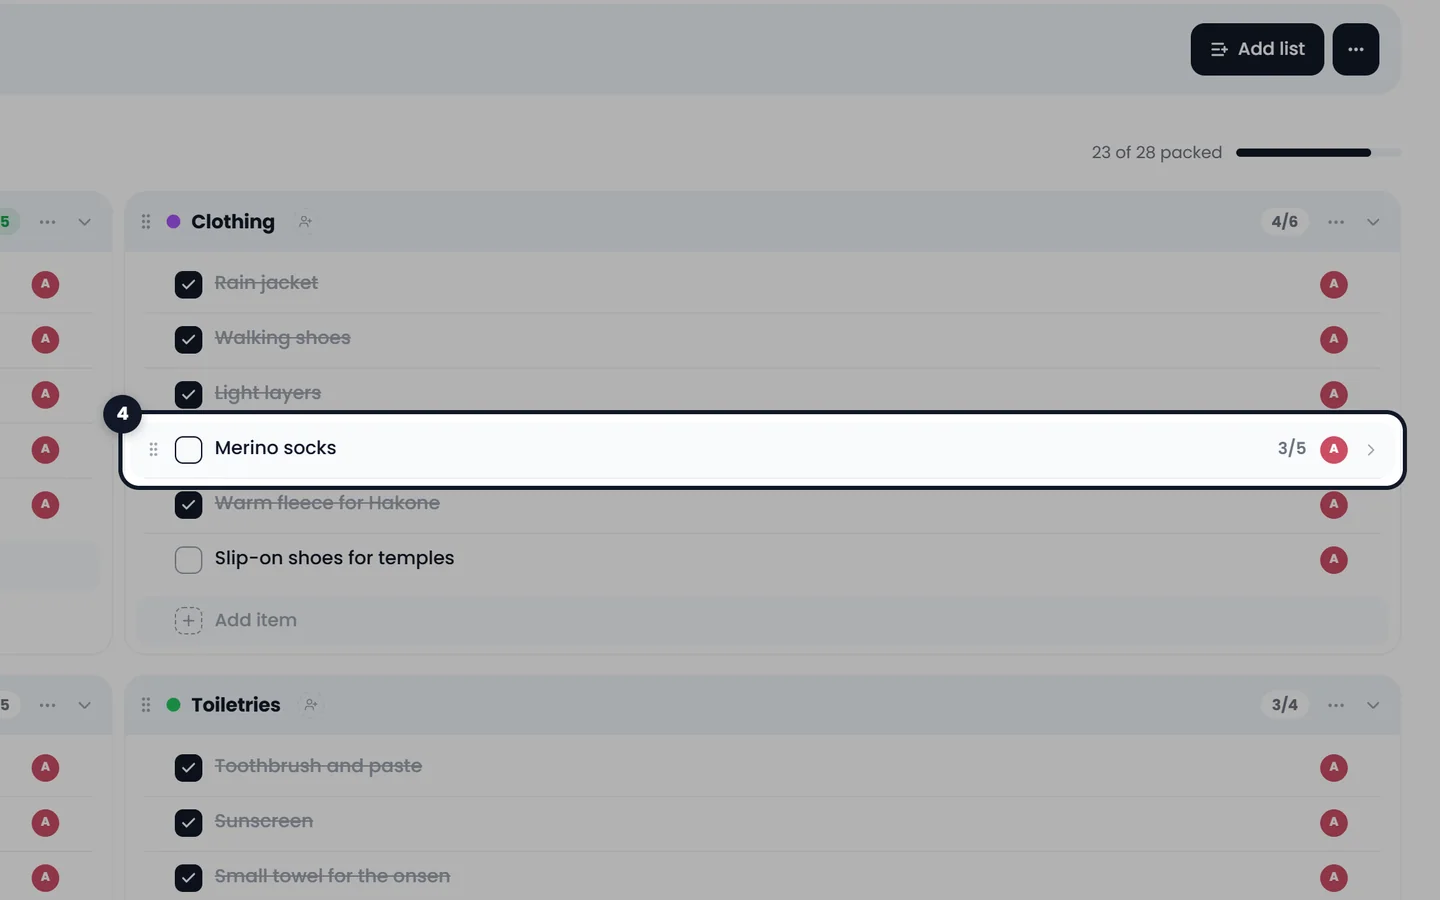 Add list
23 of 28 packed
5
Clothing
4/6
A
Rain jacket
A
A
Walking shoes
A
A
Light layers
A
4
A
Merino socks
3/5
A
A
Warm fleece for Hakone
A
Slip-on shoes for temples
A
Add item
5
Toiletries
3/4
A
Toothbrush and paste
A
A
Sunscreen
A
A
Small towel for the onsen
A